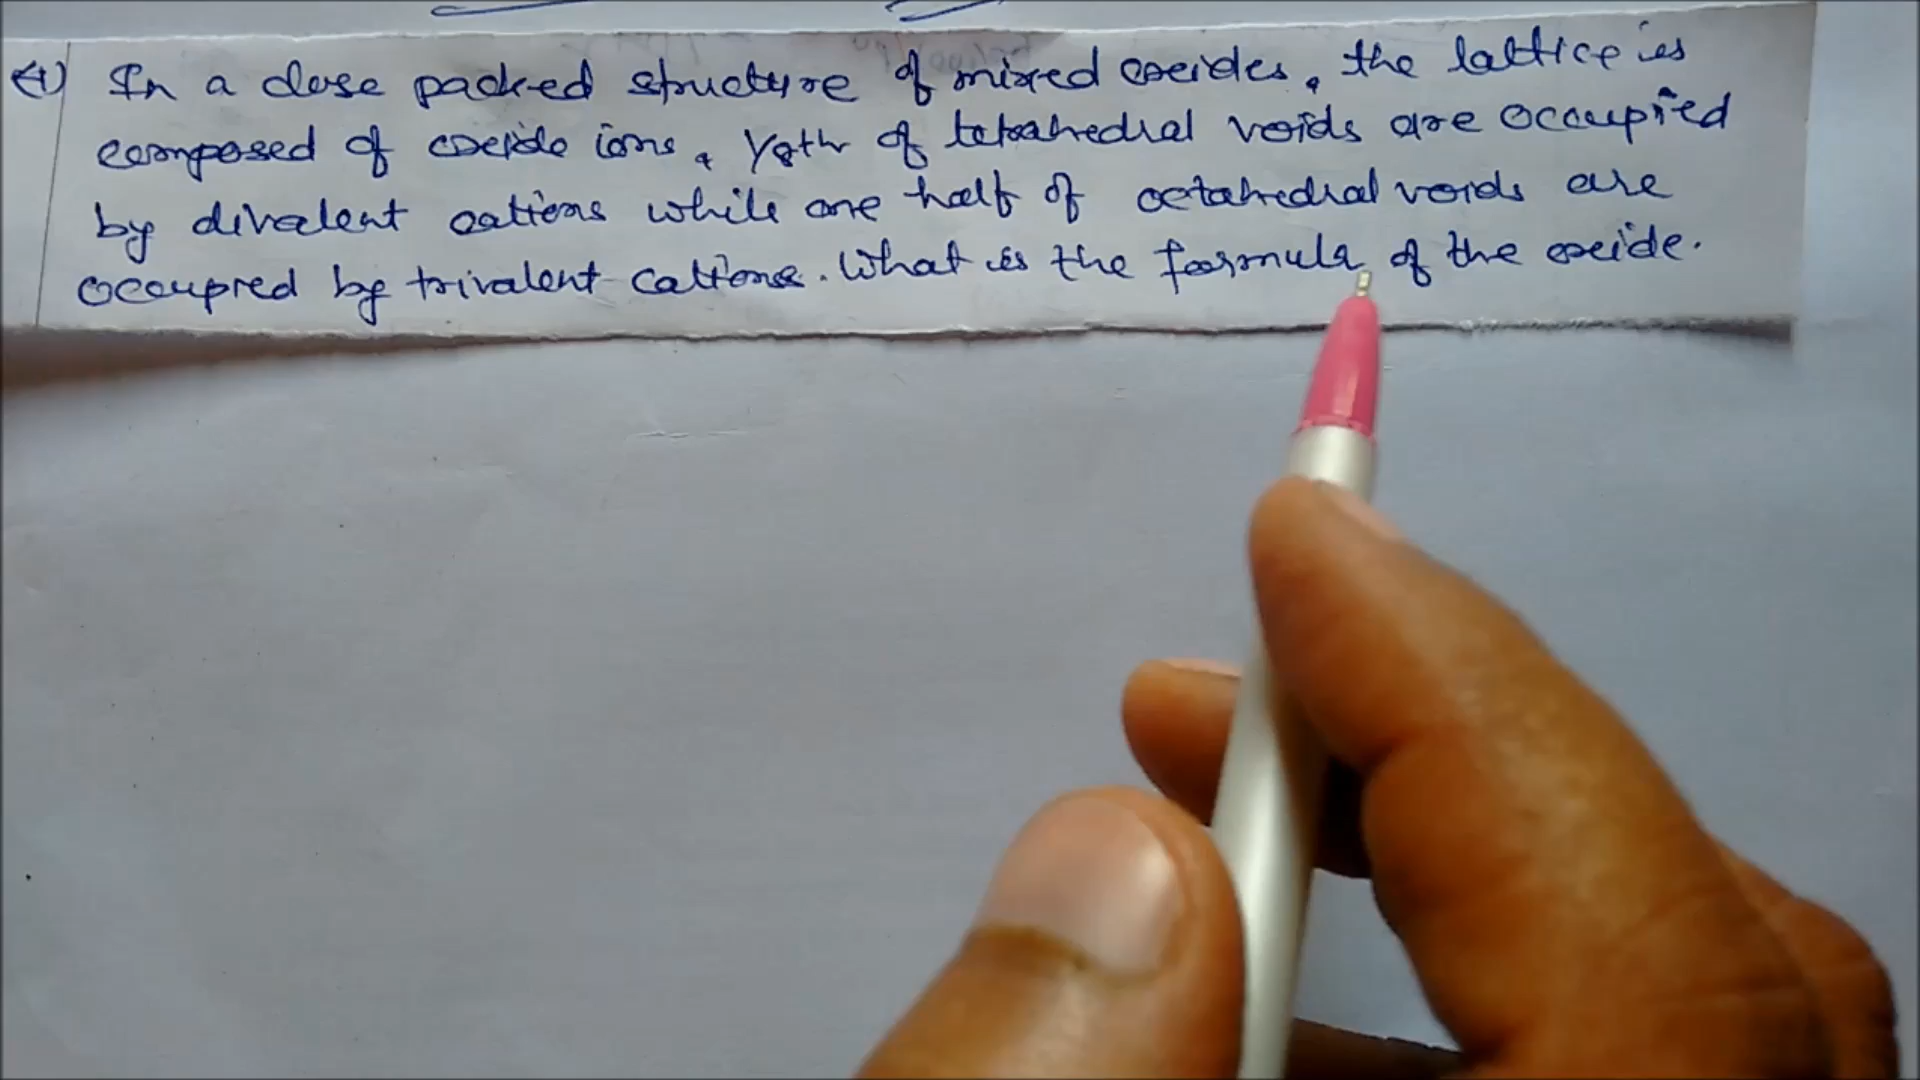 4) In a close packed structure of mixed oxides, the lattice is
composed of oxide ions, 1/8th of tetrahedral voids are occupied
by divalent cations while one half of octahedral voids are
occupied by trivalent cations. What is the formula of the oxide.